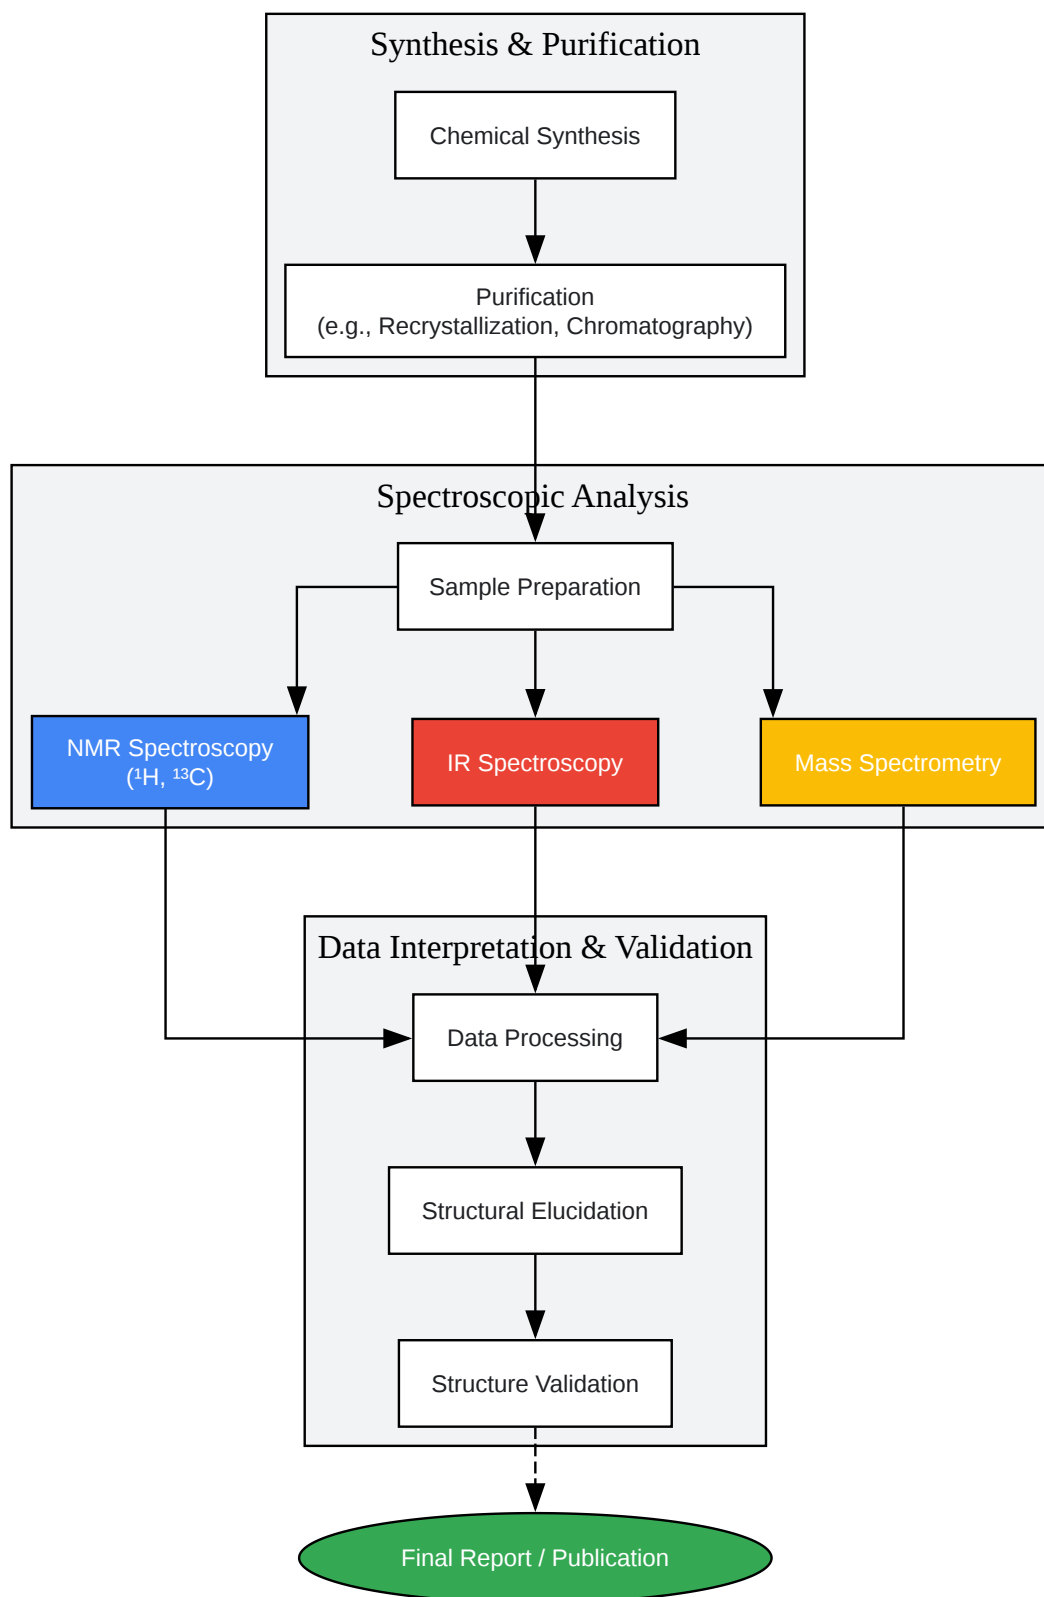 Synthesis & Purification
Chemical Synthesis
Purification
(e.g., Recrystallization, Chromatography)
Spectroscopic Analysis
Sample Preparation
NMR Spectroscopy
(¹H, ¹³C)
IR Spectroscopy
Mass Spectrometry
Data Interpretation & Validation
Data Processing
Structural Elucidation
Structure Validation
Final Report / Publication